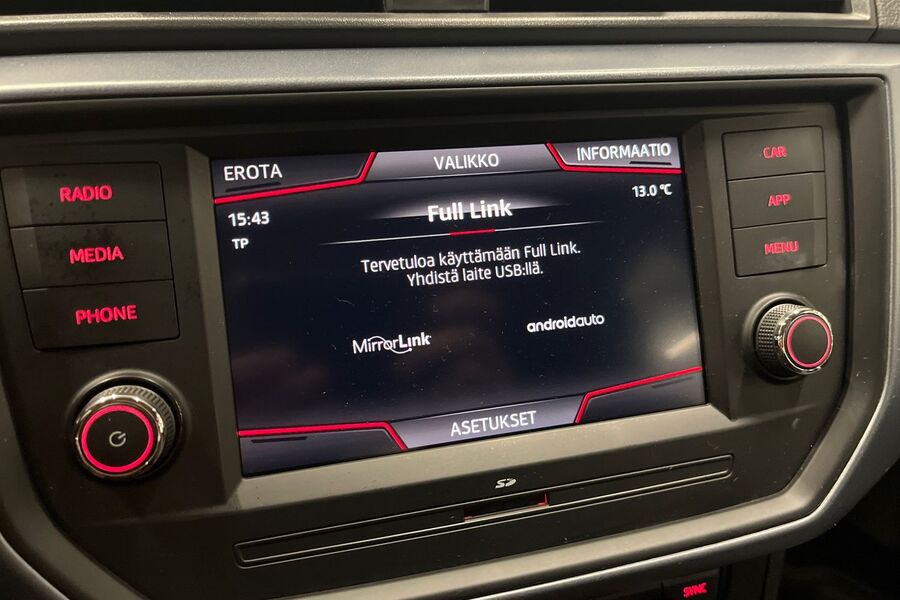 EROTA
VALIKKO
INFORMAATIO
RADIO
MEDIA
PHONE
15:43
TP
Full Link
13.0 °C
Tervetuloa käyttämään Full Link.
Yhdistä laite USB:llä.
MirrorLink
androidauto
ASETUKSET
CAR
APP
MENU
SD
SYNC